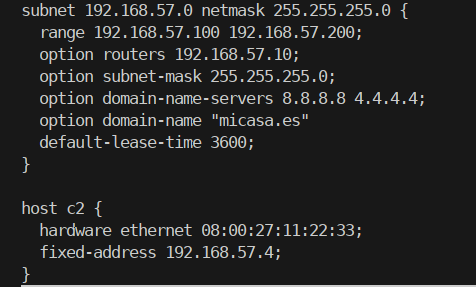 subnet 192.168.57.0 netmask 255.255.255.0 {
  range 192.168.57.100 192.168.57.200;
  option routers 192.168.57.10;
  option subnet-mask 255.255.255.0;
  option domain-name-servers 8.8.8.8 4.4.4.4;
  option domain-name "micasa.es"
  default-lease-time 3600;
}

host c2 {
  hardware ethernet 08:00:27:11:22:33;
  fixed-address 192.168.57.4;
}